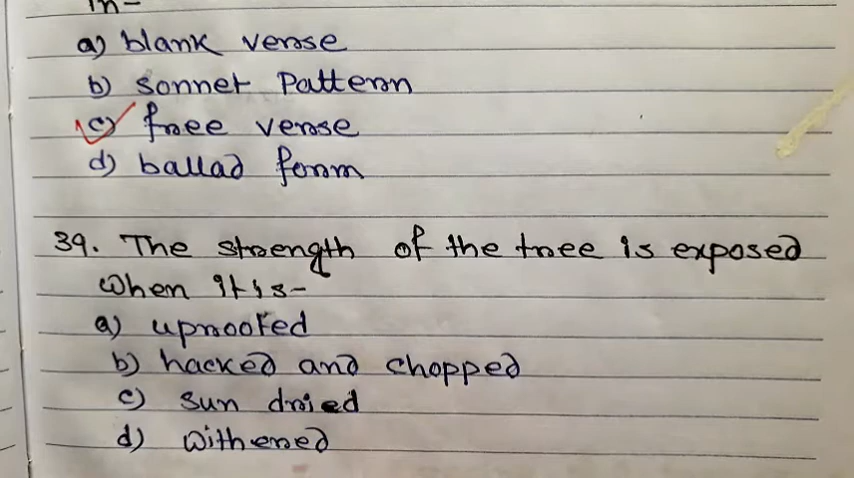 in-
a) blank verse
b) sonnet Pattern
c) free verse
d) ballad form
39. The strength of the tree is exposed
when it is-
a) uprooted
b) hacked and chopped
c) sun dried
d) withered